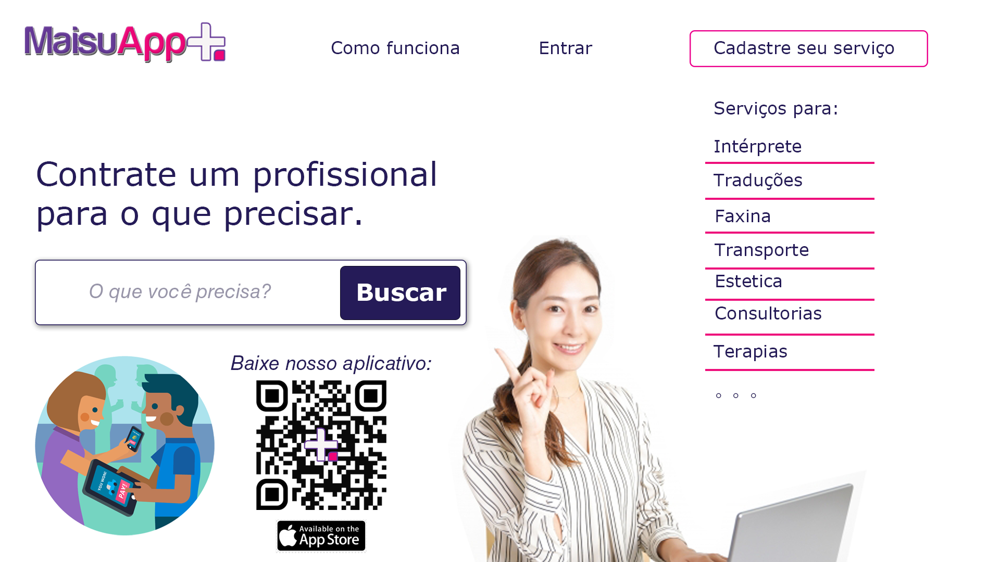 MaisuApp
Como funciona
Entrar
Cadastre seu serviço
Serviços para:
Intérprete
Traduções
Faxina
Transporte
Estetica
Consultorias
Terapias
Contrate um profissional
para o que precisar.
O que você precisa?
Buscar
Baixe nosso aplicativo:
YOU WON!
PAY!
Available on the
App Store